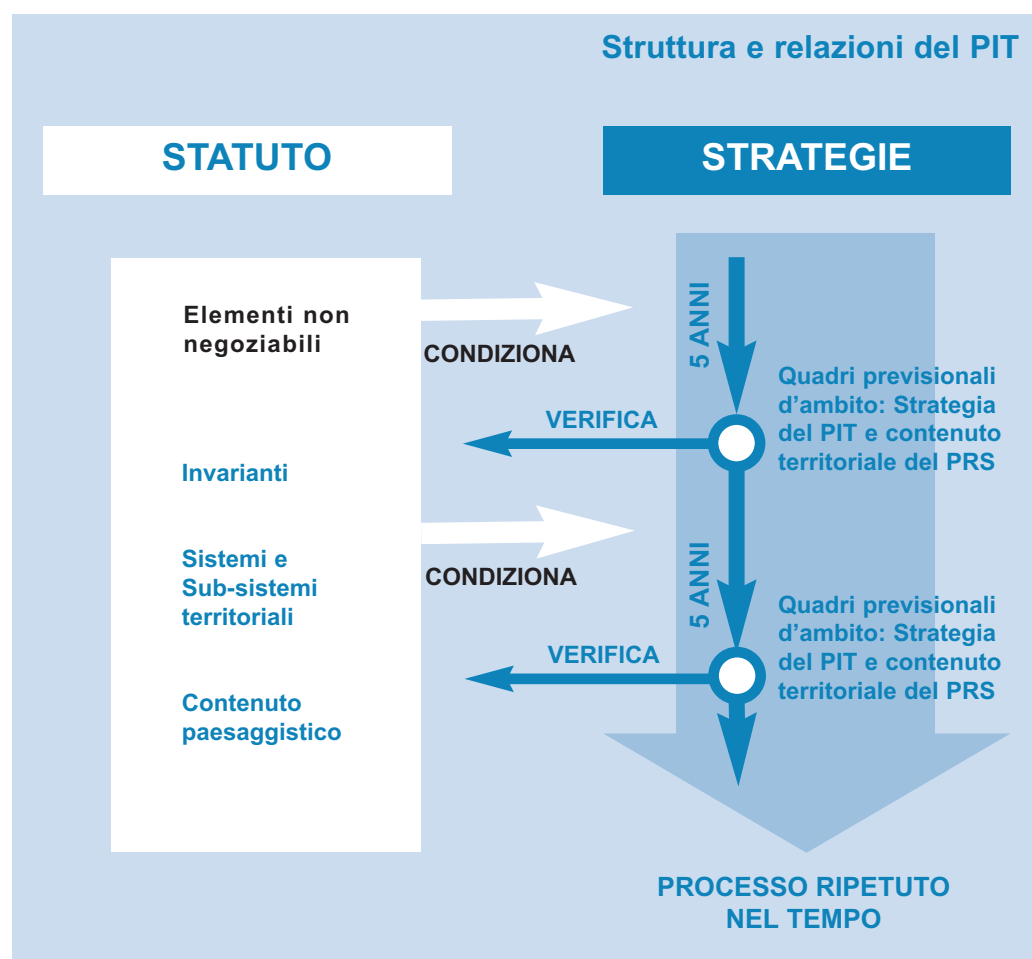 Struttura e relazioni del PIT
STATUTO
STRATEGIE
Elementi non
negoziabili
CONDIZIONA
5 ANNI
Quadri previsionali
d’ambito: Strategia
del PIT e contenuto
territoriale del PRS
VERIFICA
Invarianti
Sistemi e
Sub-sistemi
territoriali
CONDIZIONA
5 ANNI
Quadri previsionali
d’ambito: Strategia
del PIT e contenuto
territoriale del PRS
VERIFICA
Contenuto
paesaggistico
PROCESSO RIPETUTO
NEL TEMPO